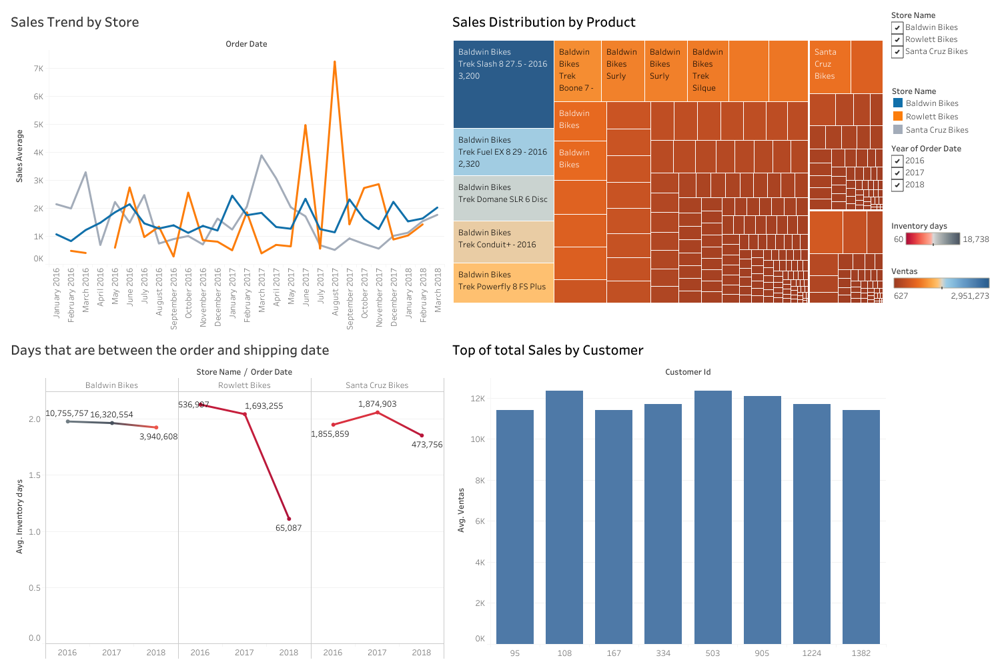 Sales Trend by Store
Order Date
Sales Average
7K
6K
5K
4K
3K
2K
1K
0K
January 2016
February 2016
March 2016
April 2016
May 2016
June 2016
July 2016
August 2016
September 2016
October 2016
November 2016
December 2016
January 2017
February 2017
March 2017
April 2017
May 2017
June 2017
July 2017
August 2017
September 2017
October 2017
November 2017
December 2017
January 2018
February 2018
March 2018
Sales Distribution by Product
Baldwin Bikes
Trek Slash 8 27.5 - 2016
3,200
Baldwin Bikes
Trek Fuel EX 8 29 - 2016
2,320
Baldwin Bikes
Trek Domane SLR 6 Disc
Baldwin Bikes
Trek Conduit+ - 2016
Baldwin Bikes
Trek Powerfly 8 FS Plus
Baldwin
Bikes
Trek
Boone 7 -
Baldwin
Bikes
Surly
Baldwin
Bikes
Surly
Baldwin
Bikes
Trek
Silque
Baldwin
Bikes
Baldwin
Bikes
Santa
Cruz
Bikes
Store Name
Baldwin Bikes
Rowlett Bikes
Santa Cruz Bikes
Store Name
Baldwin Bikes
Rowlett Bikes
Santa Cruz Bikes
Year of Order Date
2016
2017
2018
Inventory days
60 18,738
Ventas
627 2,951,273
Days that are between the order and shipping date
Store Name / Order Date
Baldwin Bikes Rowlett Bikes Santa Cruz Bikes
Avg. Inventory days
2.0
1.5
1.0
0.5
0.0
10,755,757 16,320,554
3,940,608
536,907
1,693,255
65,087
1,855,859
1,874,903
473,756
2016 2017 2018 2016 2017 2018 2016 2017 2018
Top of total Sales by Customer
Customer Id
Avg. Ventas
12K
10K
8K
6K
4K
2K
0K
95 108 167 334 503 905 1224 1382